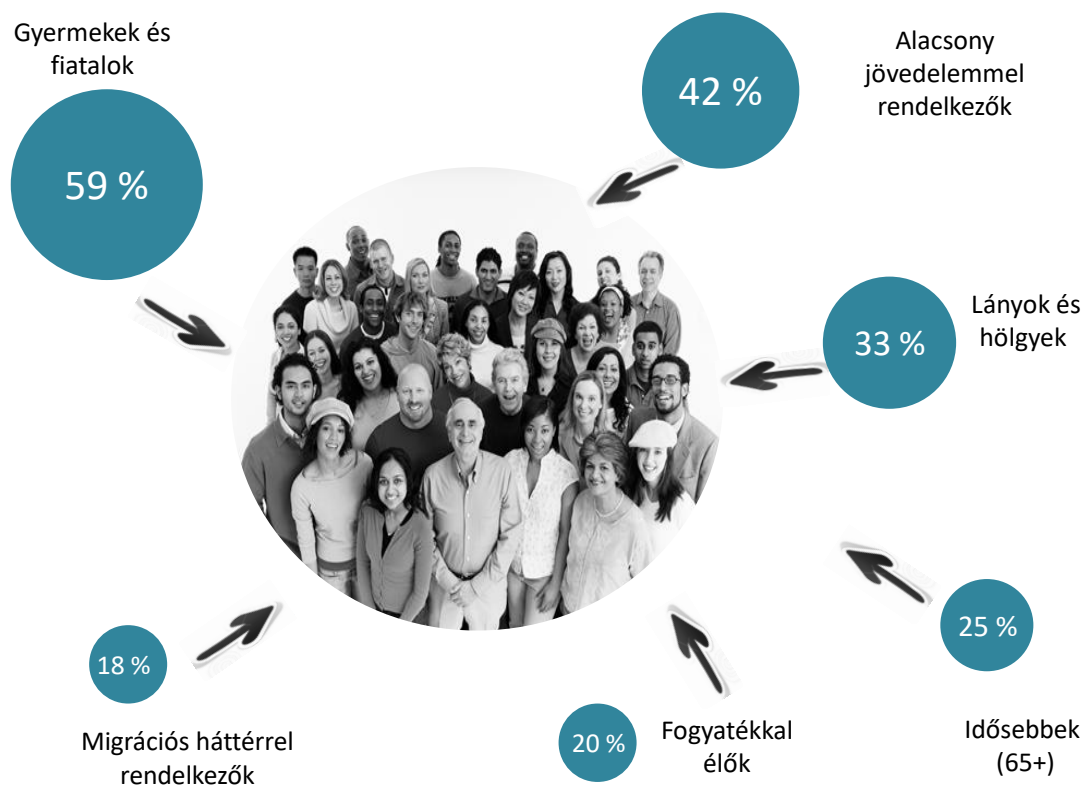 Gyermekek és
fiatalok
59 %
42 %
Alacsony
jövedelemmel
rendelkezők
33 %
Lányok és
hölgyek
25 %
Idősebbek
(65+)
20 %
Fogyatékkal
élők
18 %
Migrációs háttérrel
rendelkezők